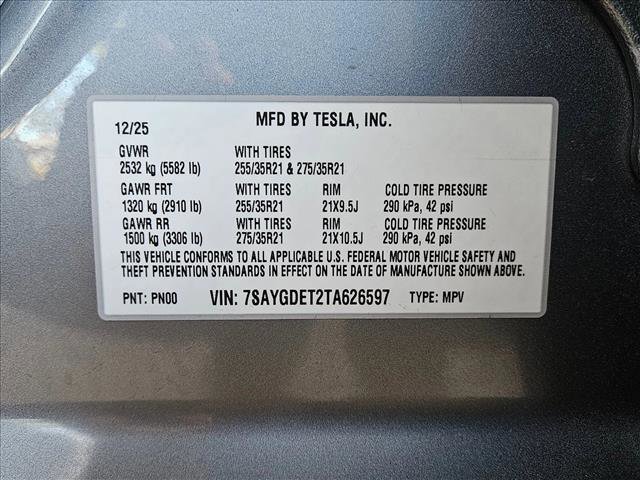 12/25 MFD BY TESLA, INC.
GVWR WITH TIRES
2532 kg (5582 lb) 255/35R21 & 275/35R21
GAWR FRT WITH TIRES RIM COLD TIRE PRESSURE
1320 kg (2910 lb) 255/35R21 21X9.5J 290 kPa, 42 psi
GAWR RR WITH TIRES RIM COLD TIRE PRESSURE
1500 kg (3306 lb) 275/35R21 21X10.5J 290 kPa, 42 psi
THIS VEHICLE CONFORMS TO ALL APPLICABLE U.S. FEDERAL MOTOR VEHICLE SAFETY AND
THEFT PREVENTION STANDARDS IN EFFECT ON THE DATE OF MANUFACTURE SHOWN ABOVE.
PNT: PN00 VIN: 7SAYGDET2TA626597 TYPE: MPV